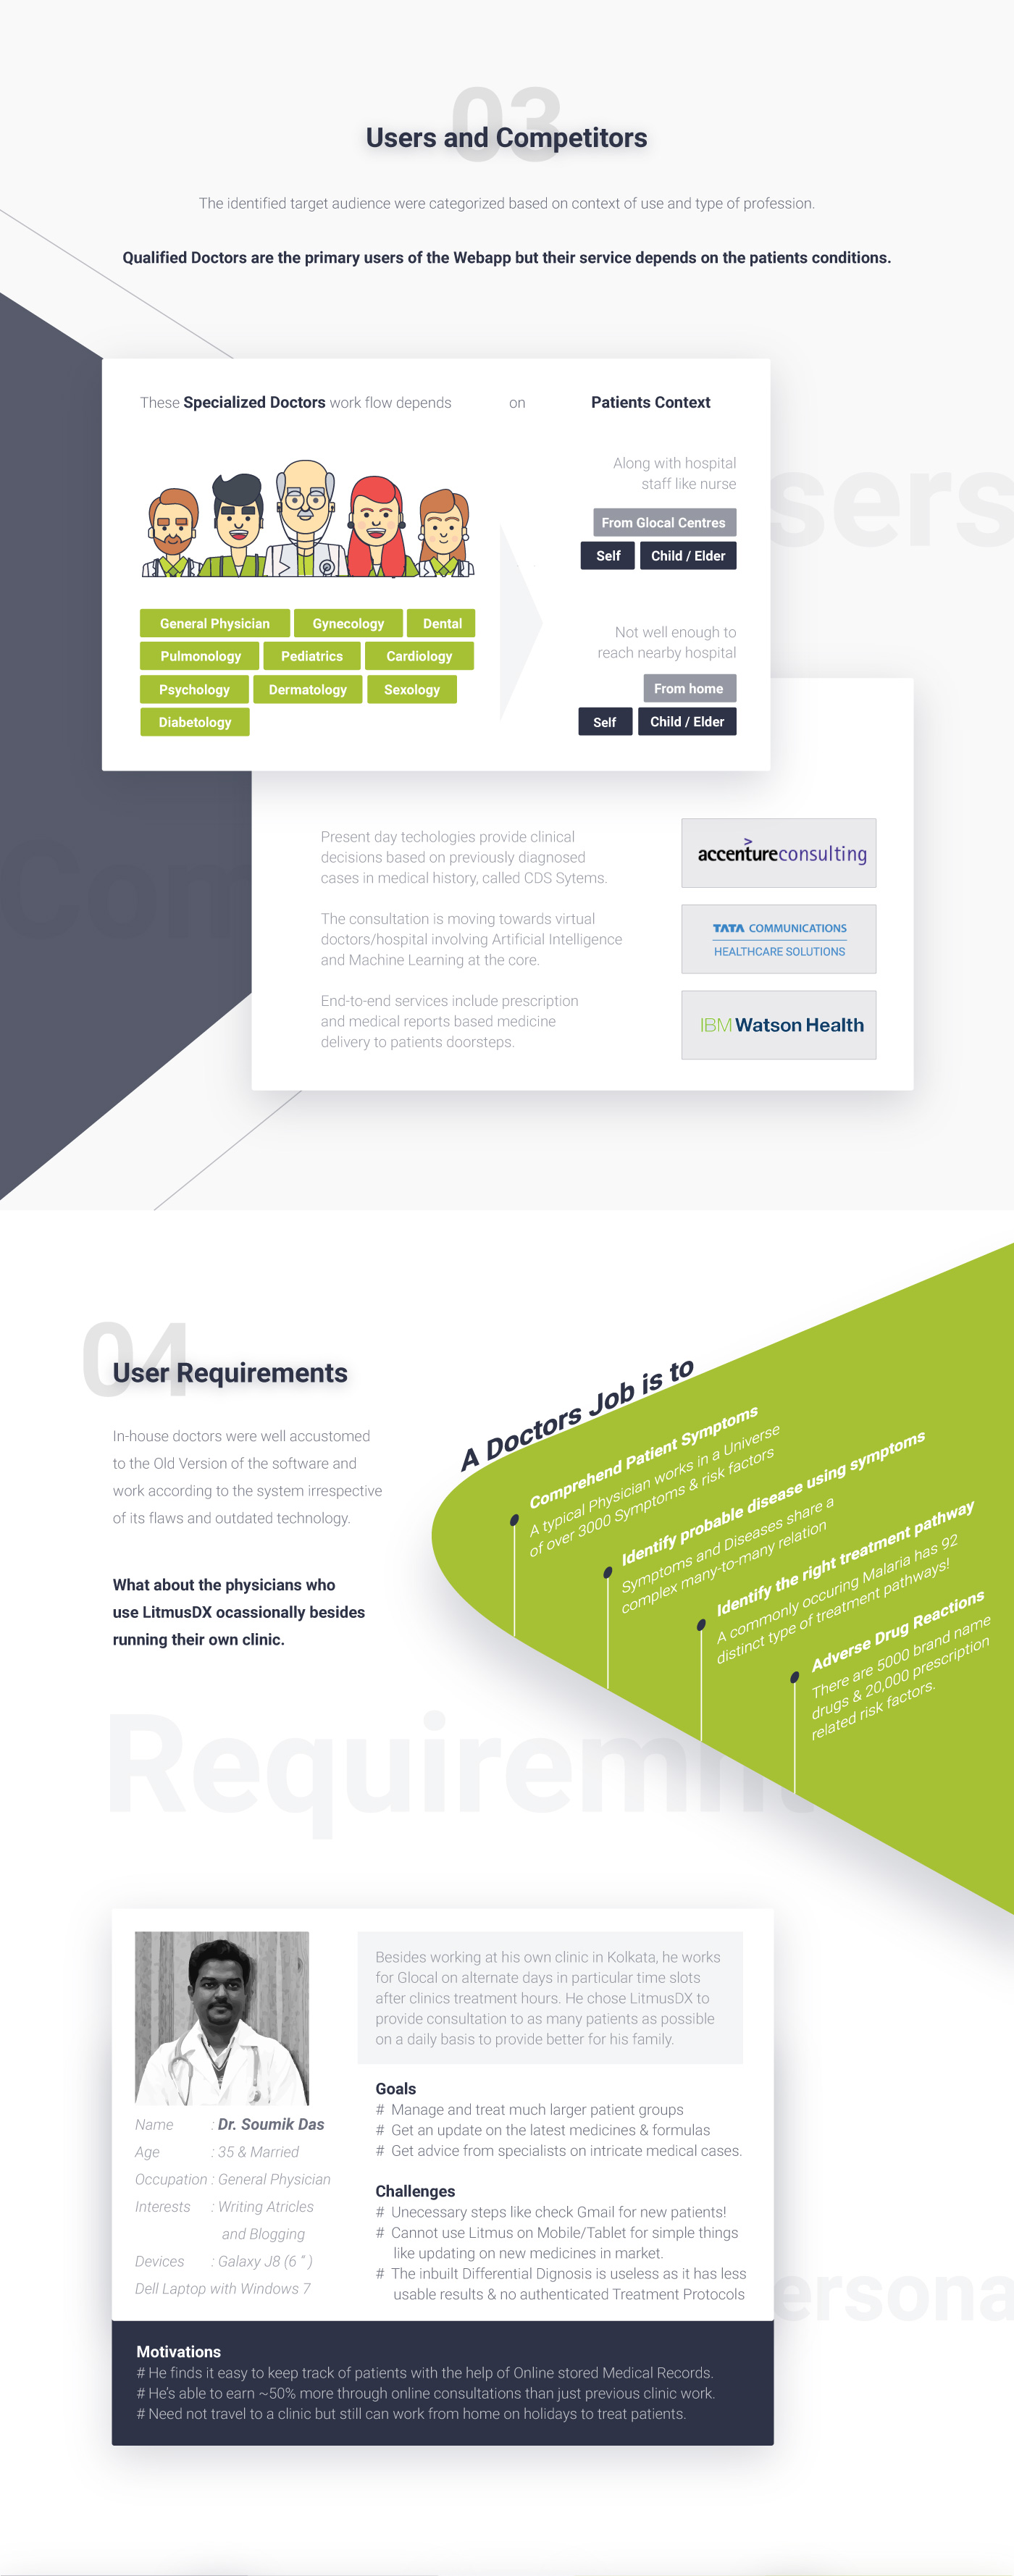 03
Users and Competitors
The identified target audience were categorized based on context of use and type of profession.
Qualified Doctors are the primary users of the Webapp but their service depends on the patients conditions.
sers
These Specialized Doctors work flow depends on Patients Context
Along with hospital
staff like nurse
From Glocal Centres
Self Child / Elder
General Physician Gynecology Dental
Pulmonology Pediatrics Cardiology
Psychology Dermatology Sexology
Diabetology
Not well enough to
reach nearby hospital
From home
Self Child / Elder
Com
Present day techologies provide clinical
decisions based on previously diagnosed
cases in medical history, called CDS Sytems.
The consultation is moving towards virtual
doctors/hospital involving Artificial Intelligence
and Machine Learning at the core.
End-to-end services include prescription
and medical reports based medicine
delivery to patients doorsteps.
accentureconsulting
TATA COMMUNICATIONS
HEALTHCARE SOLUTIONS
IBM Watson Health
04
User Requirements
In-house doctors were well accustomed
to the Old Version of the software and
work according to the system irrespective
of its flaws and outdated technology.
What about the physicians who
use LitmusDX ocassionally besides
running their own clinic.
A Doctors Job is to
Comprehend Patient Symptoms
A typical Physician works in a Universe
of over 3000 Symptoms & risk factors
Identify probable disease using symptoms
Symptoms and Diseases share a
complex many-to-many relation
Identify the right treatment pathway
A commonly occuring Malaria has 92
distinct type of treatment pathways!
Adverse Drug Reactions
There are 5000 brand name
drugs & 20,000 prescription
related risk factors.
Requiremnt
Besides working at his own clinic in Kolkata, he works
for Glocal on alternate days in particular time slots
after clinics treatment hours. He chose LitmusDX to
provide consultation to as many patients as possible
on a daily basis to provide better for his family.
Name : Dr. Soumik Das
Age : 35 & Married
Occupation : General Physician
Interests : Writing Atricles
and Blogging
Devices : Galaxy J8 (6 ” )
Dell Laptop with Windows 7
Goals
# Manage and treat much larger patient groups
# Get an update on the latest medicines & formulas
# Get advice from specialists on intricate medical cases.
Challenges
# Unecessary steps like check Gmail for new patients!
# Cannot use Litmus on Mobile/Tablet for simple things
like updating on new medicines in market.
# The inbuilt Differential Dignosis is useless as it has less
usable results & no authenticated Treatment Protocols
ersona
Motivations
# He finds it easy to keep track of patients with the help of Online stored Medical Records.
# He's able to earn ~50% more through online consultations than just previous clinic work.
# Need not travel to a clinic but still can work from home on holidays to treat patients.